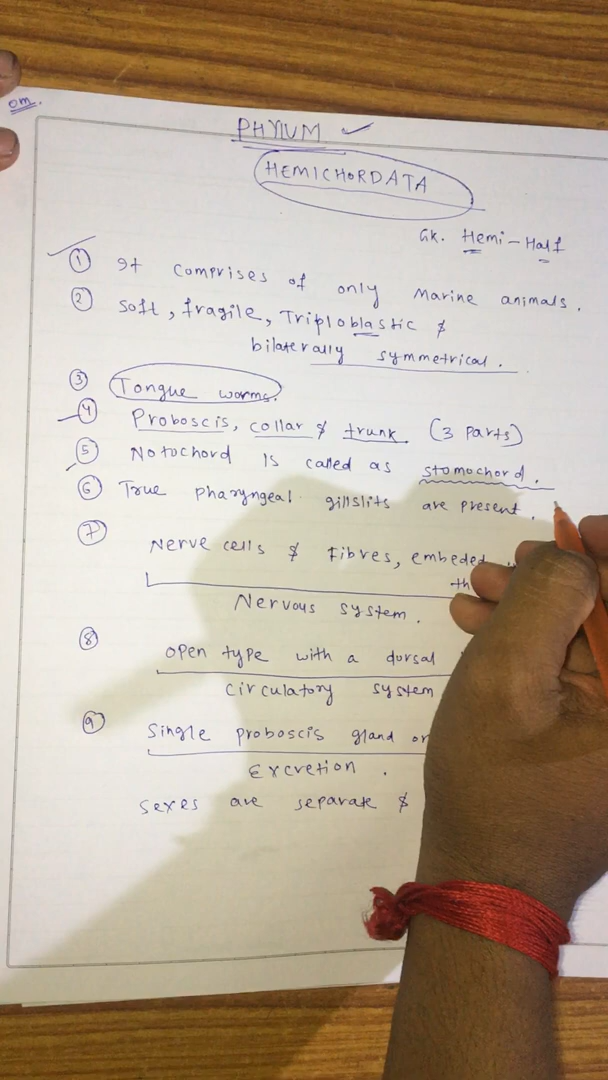 om.
PHYLUM
HEMICHORDATA
Gk. Hemi - Half
① It comprises of only Marine animals.
② Soft, fragile, Triploblastic &
bilaterally symmetrical.
③ Tongue worms.
④ Proboscis, collar & trunk. (3 Parts)
⑤ Notochord is called as stomochord.
⑥ True pharyngeal gillslits are present.
⑦ Nerve cells & Fibres, embeded
th
Nervous system.
⑧ Open type with a dorsal
circulatory system
⑨ Single proboscis gland or
Excretion.
Sexes are separate &